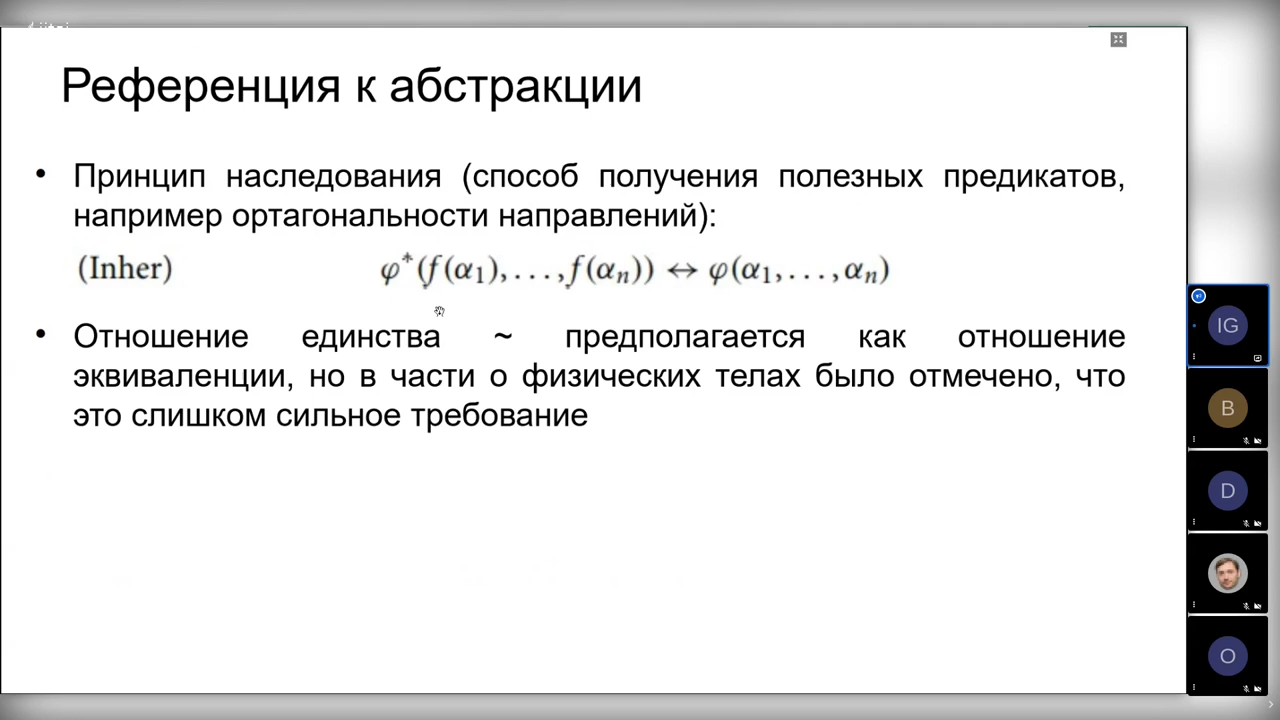 Референция к абстракции
• Принцип наследования (способ получения полезных предикатов,
например ортагональности направлений):
(Inher) φ*(f(α₁),...,f(αₙ)) ↔ φ(α₁,...,αₙ)
• Отношение единства ~ предполагается как отношение
эквиваленции, но в части о физических телах было отмечено, что
это слишком сильное требование
IG
B
D
O